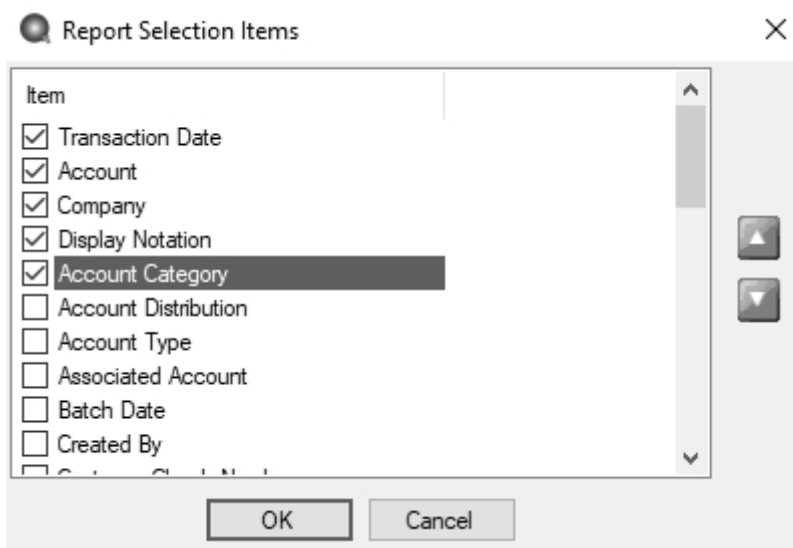 Report Selection Items
Item
Transaction Date
Account
Company
Display Notation
Account Category
Account Distribution
Account Type
Associated Account
Batch Date
Created By
OK Cancel